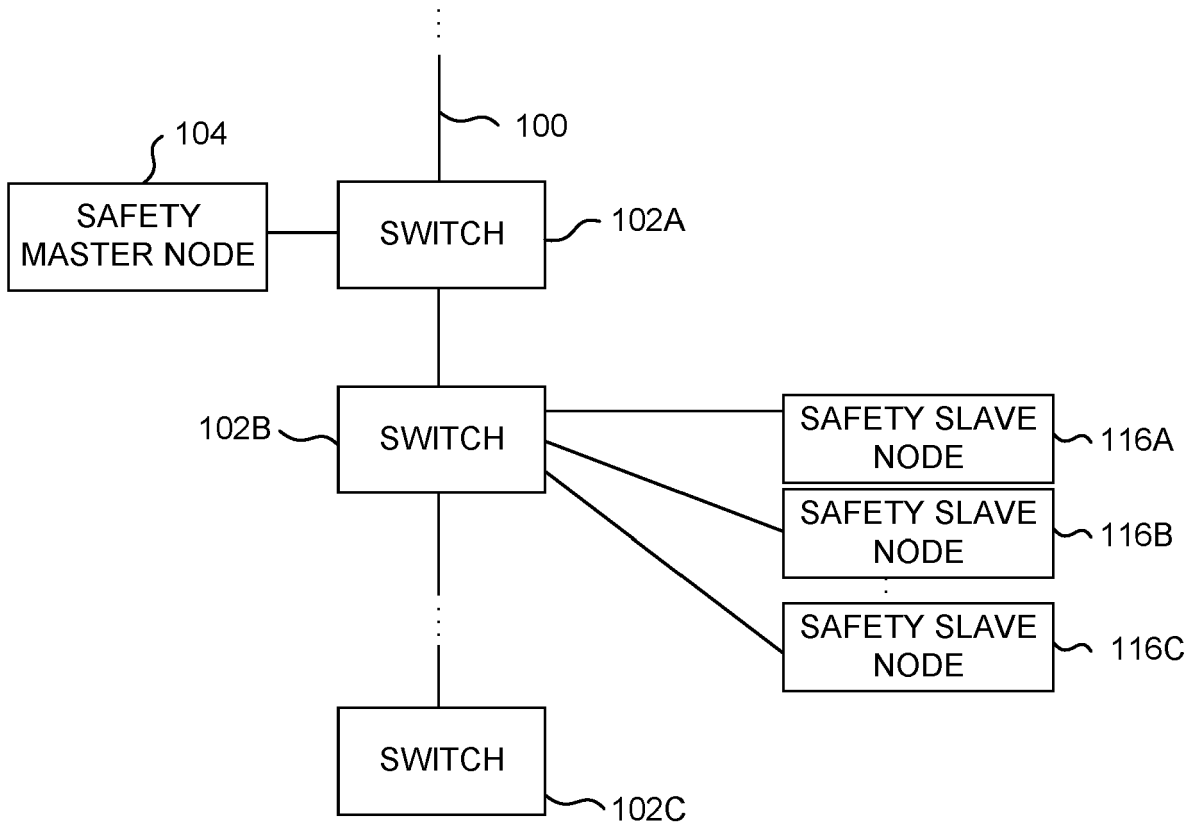 100
104
SAFETY
MASTER NODE
SWITCH
102A
102B
SWITCH
SAFETY SLAVE
NODE
116A
SAFETY SLAVE
NODE
116B
SAFETY SLAVE
NODE
116C
SWITCH
102C